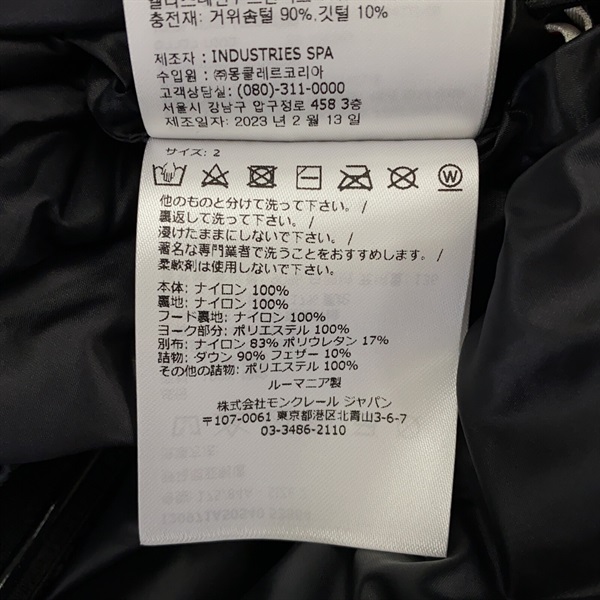 충전재: 거위솜털 90%.깃털 10%
제조자 : INDUSTRIES SPA
수입원 : ㈜몽클레르코리아
고객상담실: (080)-311-0000
서울시 강남구 압구정로 458 3층
제조일자: 2023 년 2 월 13 일
サイズ: 2
他のものと分けて洗って下さい。/
裏返して洗って下さい。/
浸けたままにしないで下さい。/
著名な専門業者で洗うことをおすすめします。/
柔軟剤は使用しないで下さい。/
本体: ナイロン 100%
裏地: ナイロン 100%
フード裏地: ナイロン 100%
ヨーク部分: ポリエステル 100%
別布: ナイロン 83% ポリウレタン 17%
詰物: ダウン 90% フェザー 10%
その他の詰物: ポリエステル 100%
ルーマニア製
株式会社モンクレール ジャパン
〒107-0061 東京都港区北青山3-6-7
03-3486-2110